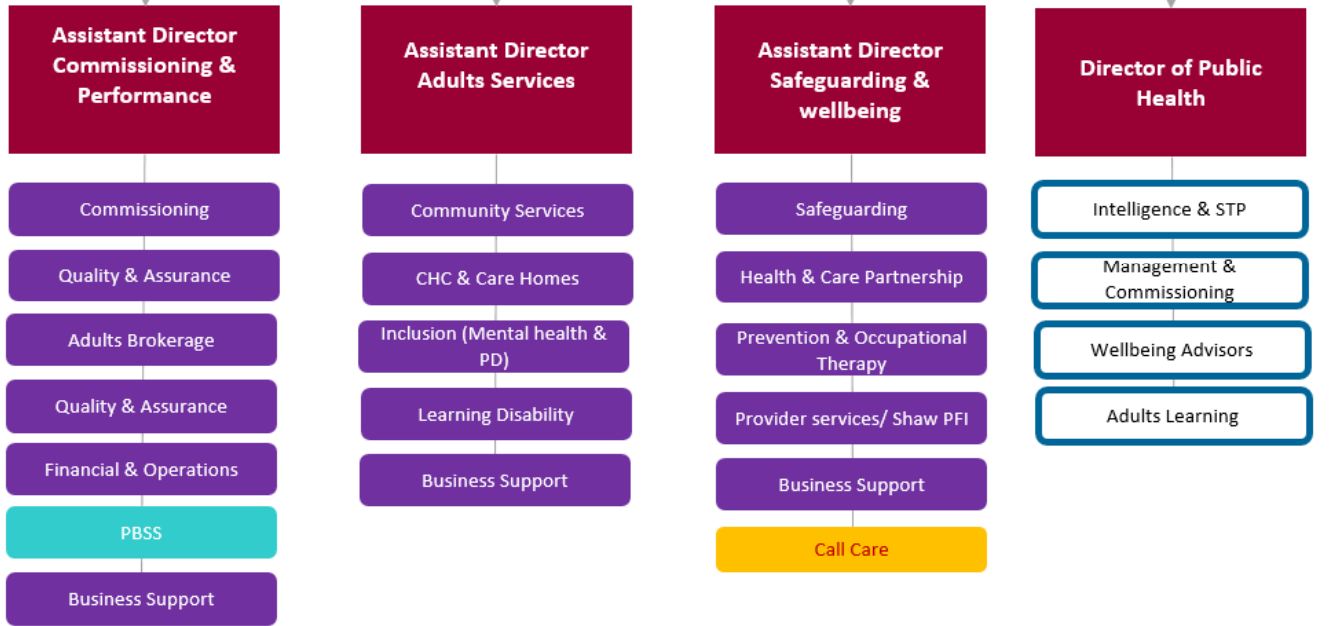 Assistant Director
Commissioning &
Performance
Commissioning
Quality & Assurance
Adults Brokerage
Quality & Assurance
Financial & Operations
PBSS
Business Support
Assistant Director
Adults Services
Community Services
CHC & Care Homes
Inclusion (Mental health &
PD)
Learning Disability
Business Support
Assistant Director
Safeguarding &
wellbeing
Safeguarding
Health & Care Partnership
Prevention & Occupational
Therapy
Provider services/ Shaw PFI
Business Support
Call Care
Director of Public
Health
Intelligence & STP
Management &
Commissioning
Wellbeing Advisors
Adults Learning